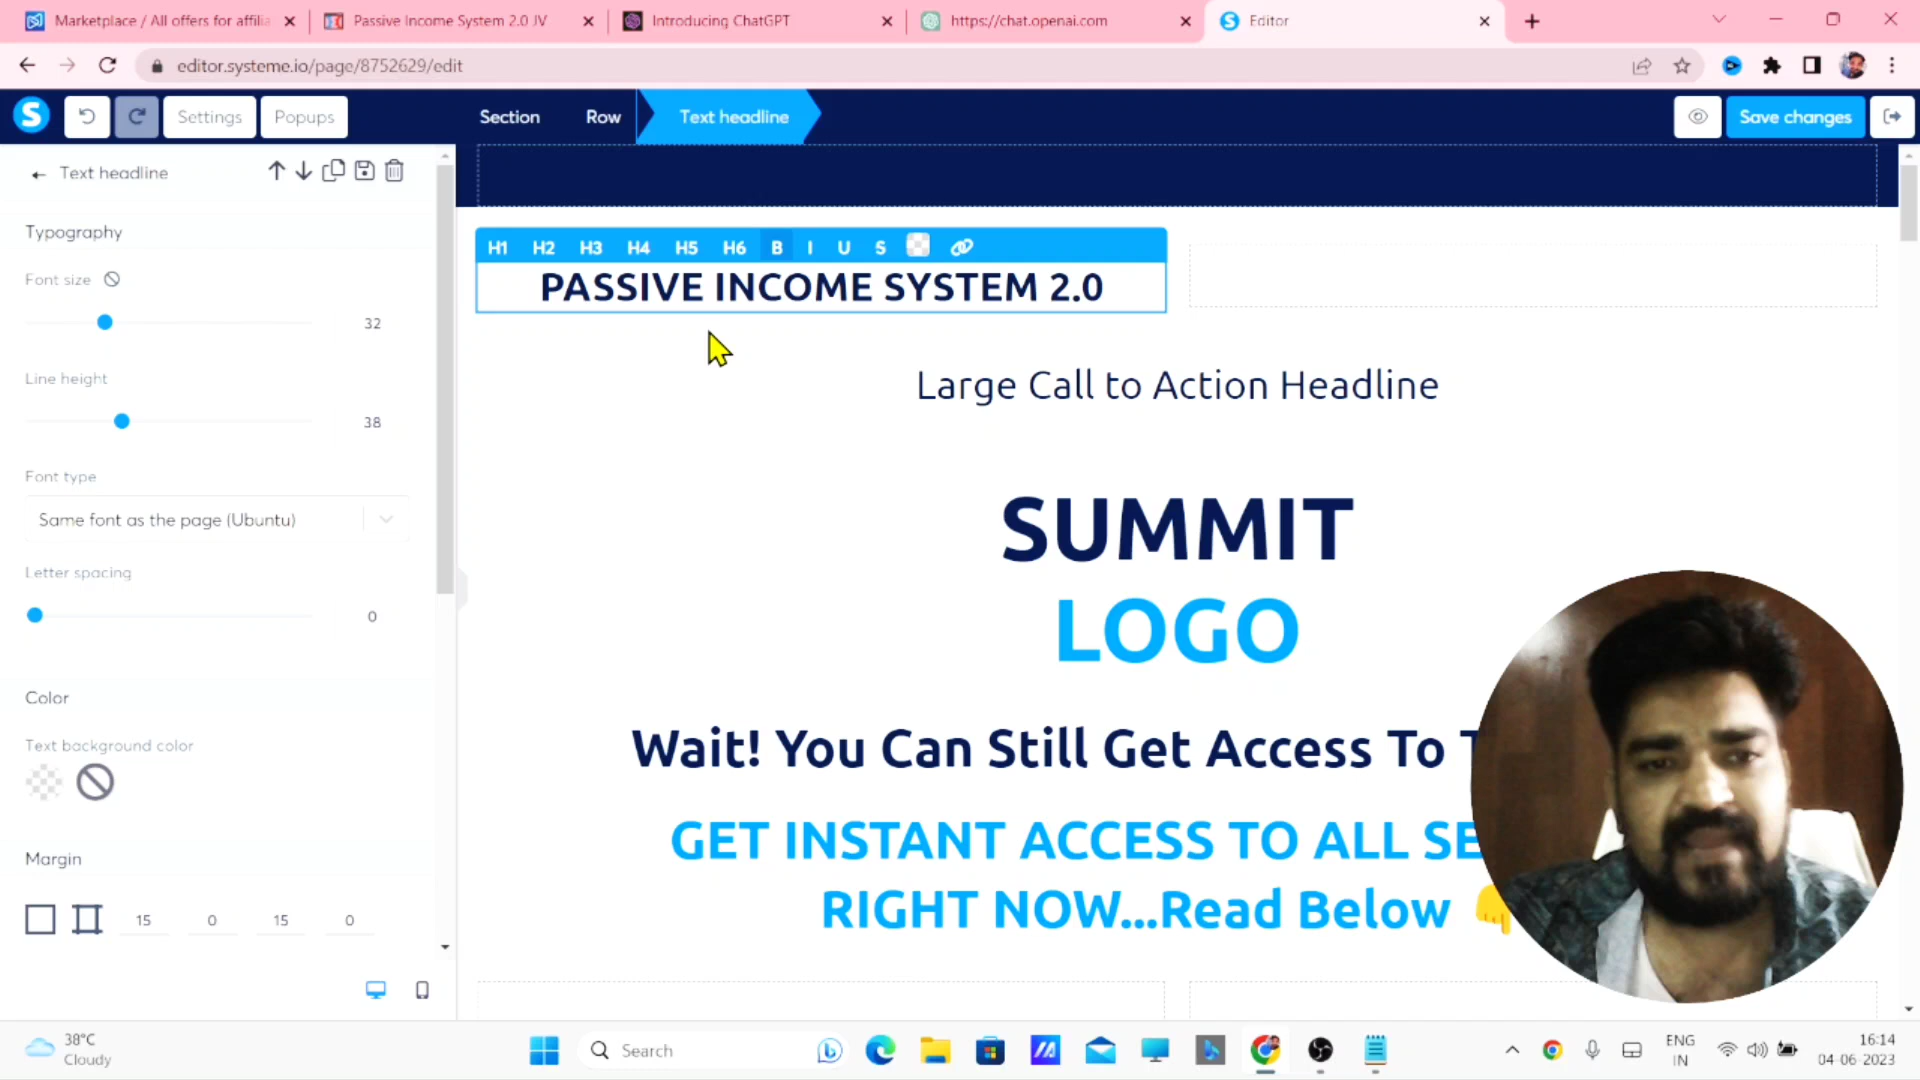 Marketplace / All offers for affilia
Passive Income System 2.0 JV
Introducing ChatGPT
https://chat.openai.com
Editor
editor.systeme.io/page/8752629/edit
S
Settings
Popups
Section
Row
Text headline
Save changes
Text headline
Typography
Font size
32
Line height
38
Font type
Same font as the page (Ubuntu)
Letter spacing
0
Color
Text background color
Margin
15 0 15 0
H1 H2 H3 H4 H5 H6 B I U S
PASSIVE INCOME SYSTEM 2.0
Large Call to Action Headline
SUMMIT
LOGO
Wait! You Can Still Get Access To
GET INSTANT ACCESS TO ALL SE
RIGHT NOW...Read Below
38°C
Cloudy
Search
ENG
IN
16:14
04-06-2023